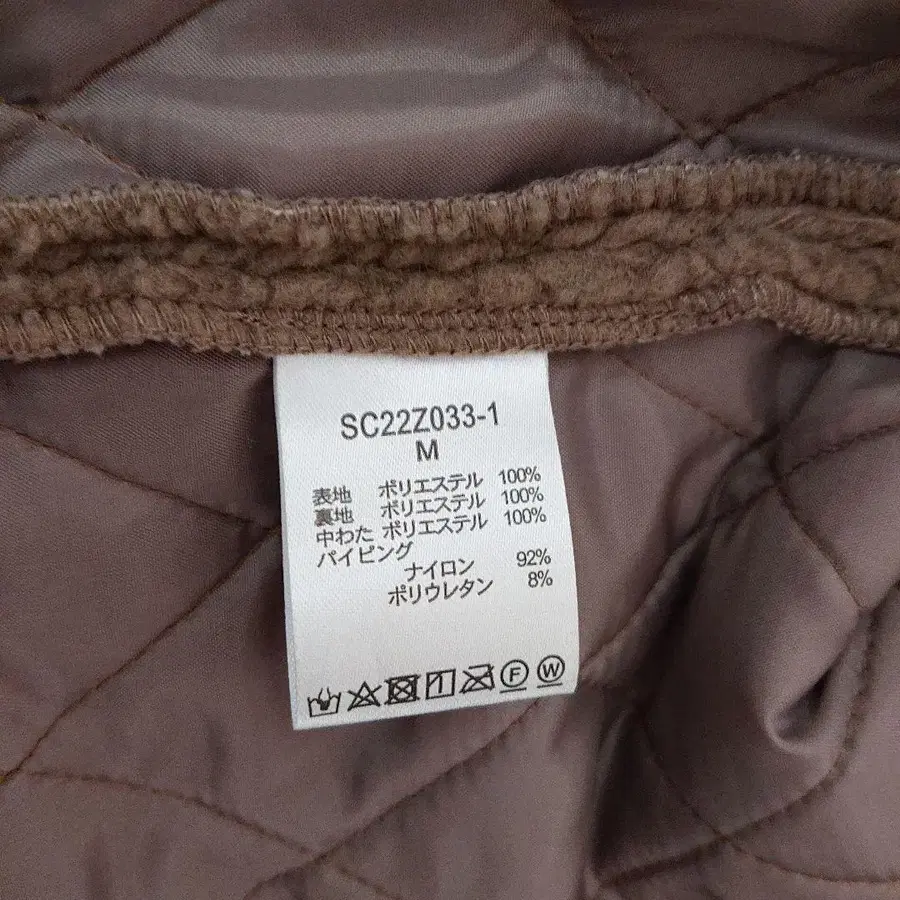 SC22Z033-1
M
表地 ポリエステル 100%
裏地 ポリエステル 100%
中わた ポリエステル 100%
パイピング
ナイロン 92%
ポリウレタン 8%
F W